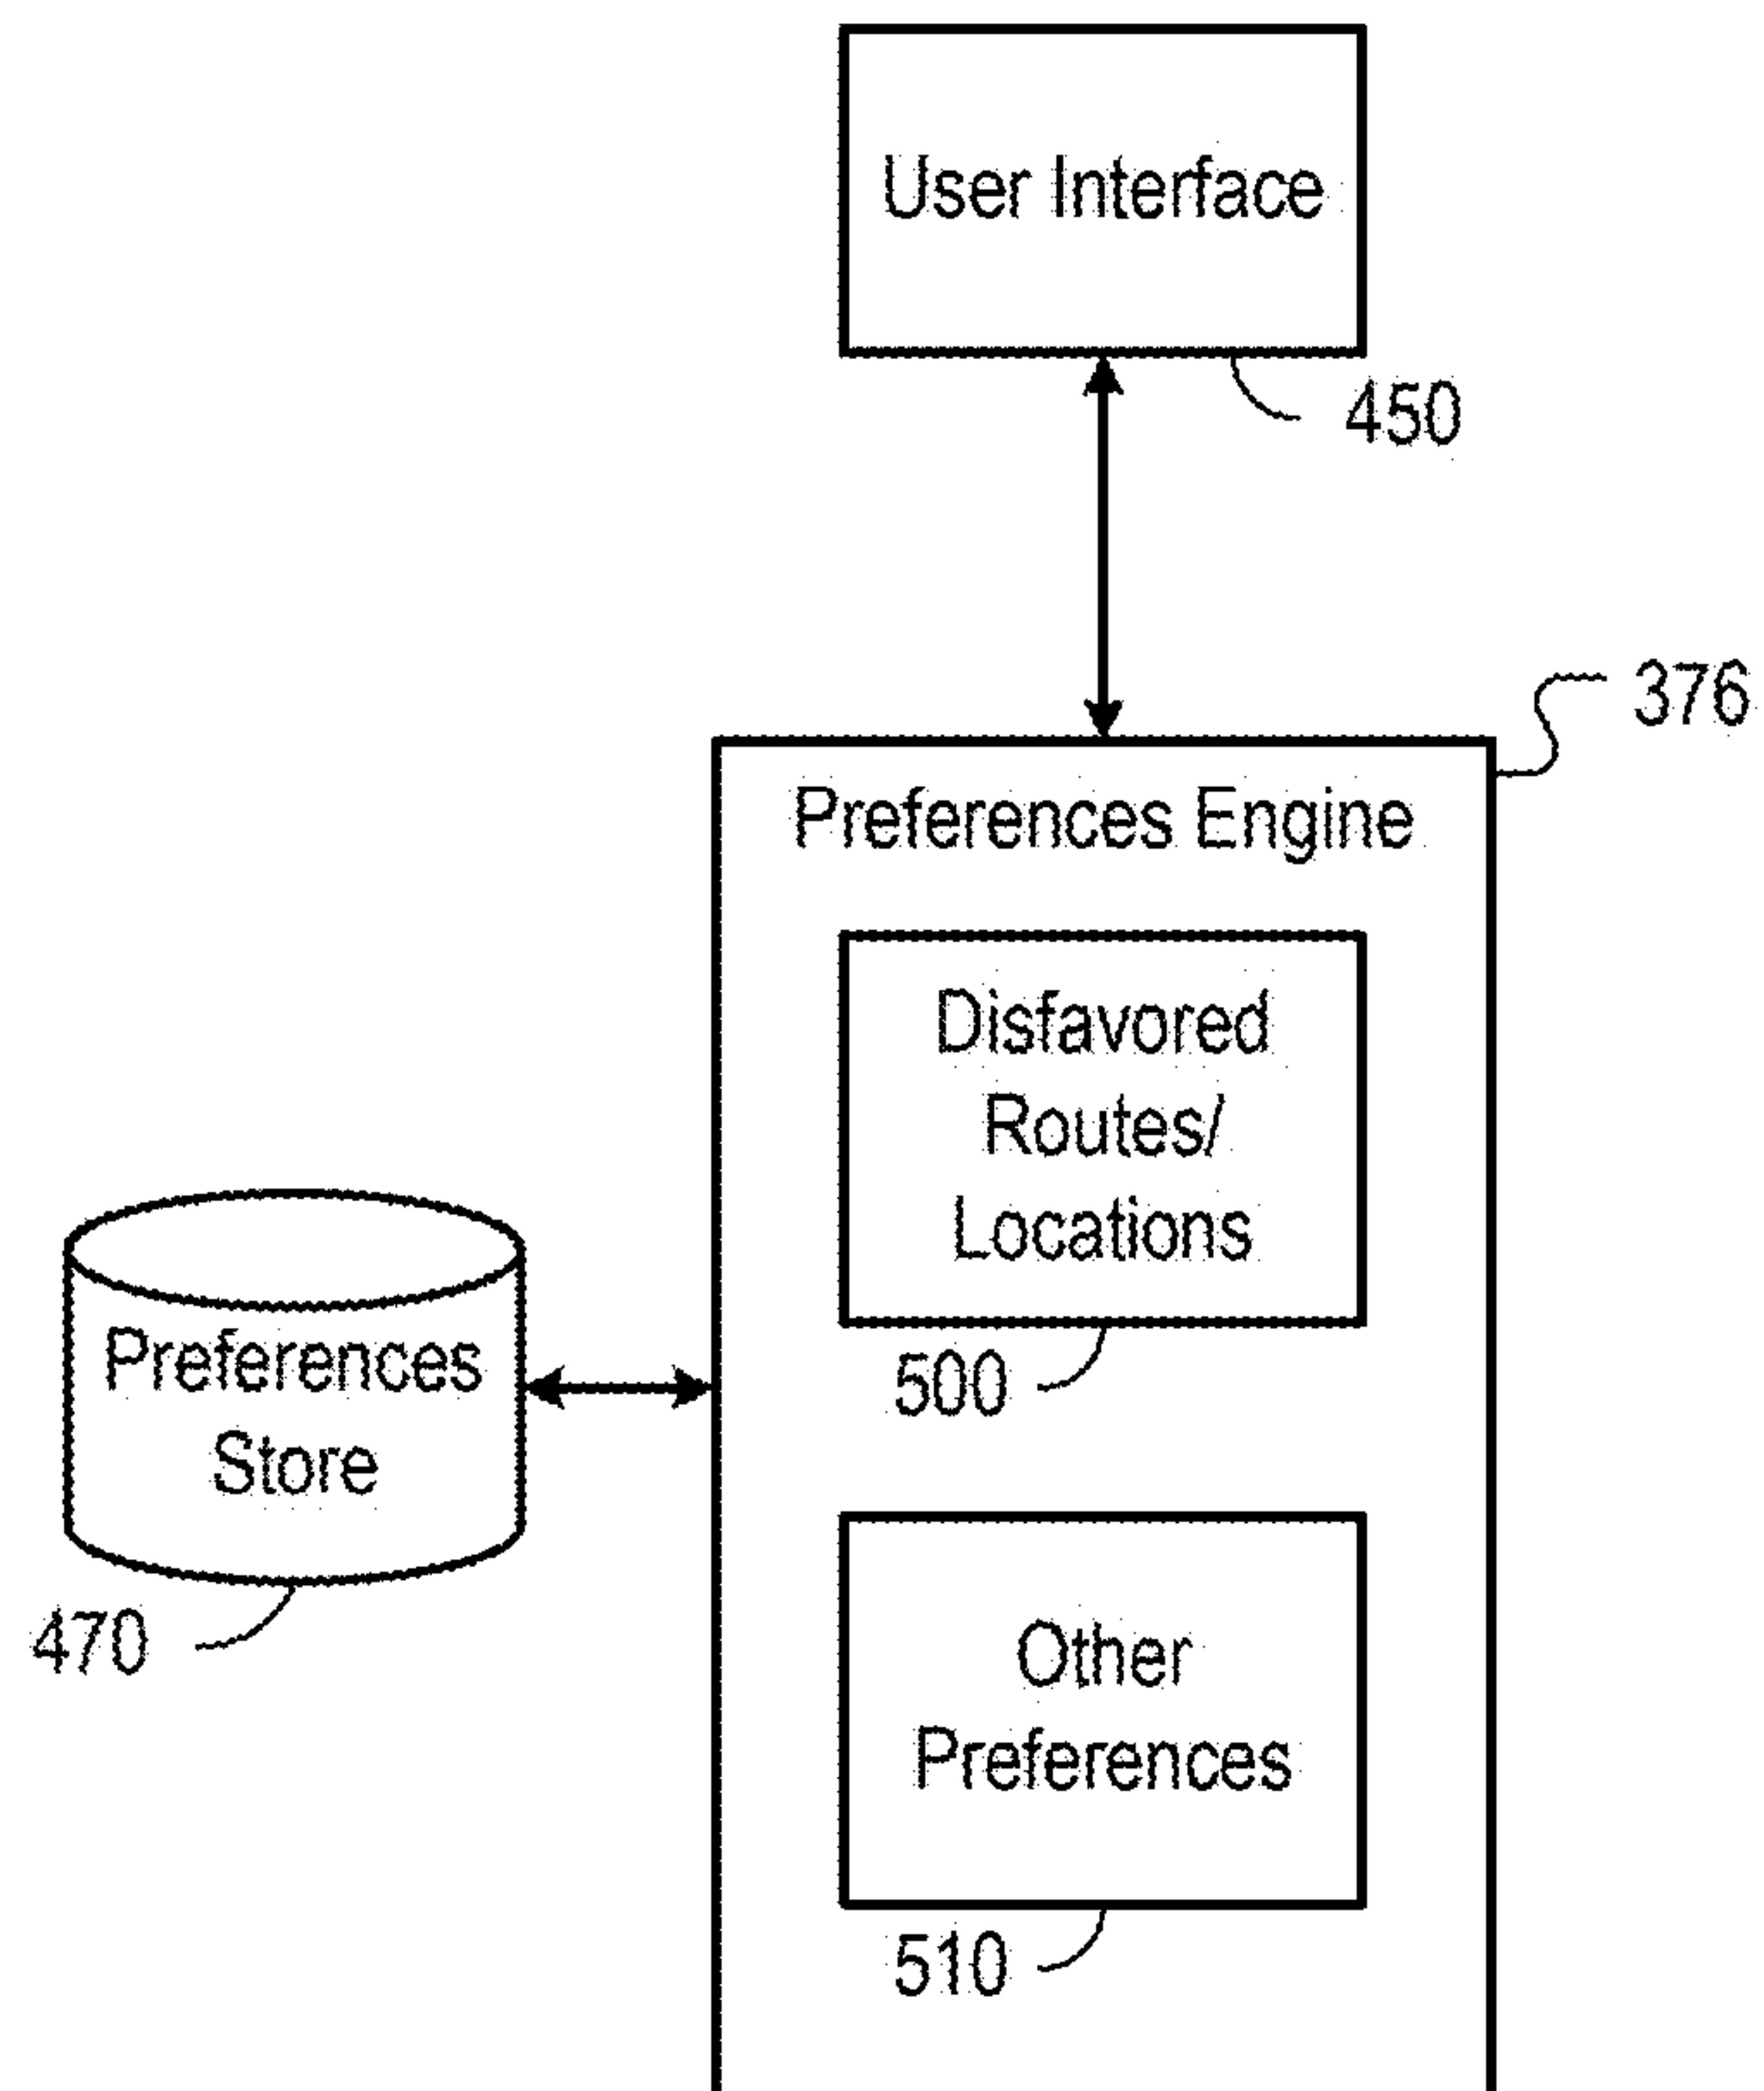 User Interface
450
376
Preferences Engine
Disfavored
Routes/
Locations
500
Preferences
Store
470
Other
Preferences
510